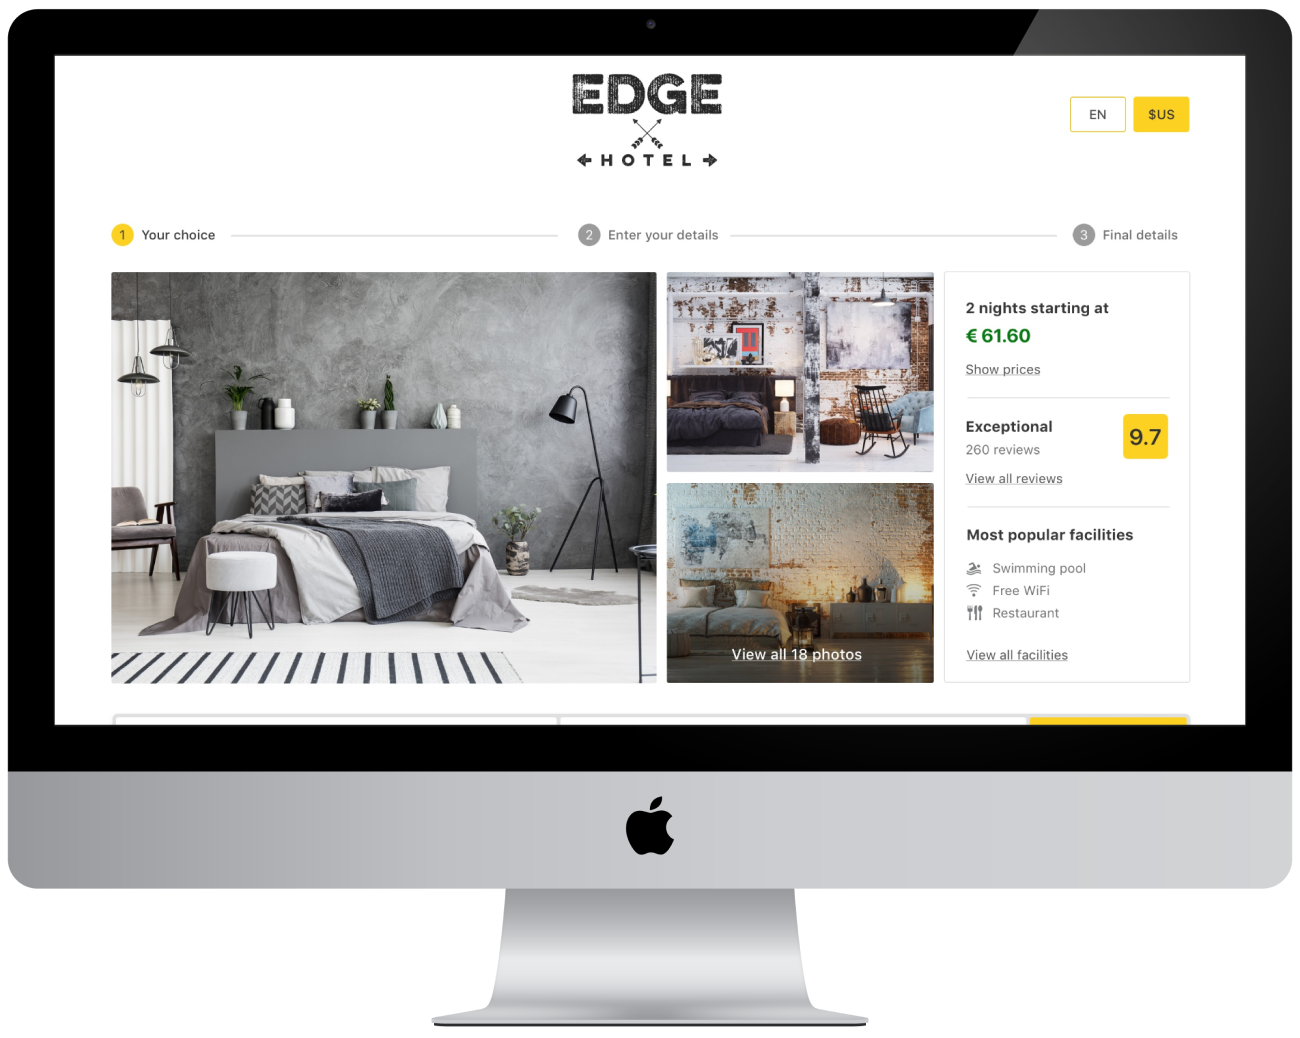 EDGE
HOTEL
EN
$US
1 Your choice
2 Enter your details
3 Final details
2 nights starting at
€ 61.60
Show prices
Exceptional
9.7
260 reviews
View all reviews
Most popular facilities
Swimming pool
Free WiFi
Restaurant
View all facilities
View all 18 photos